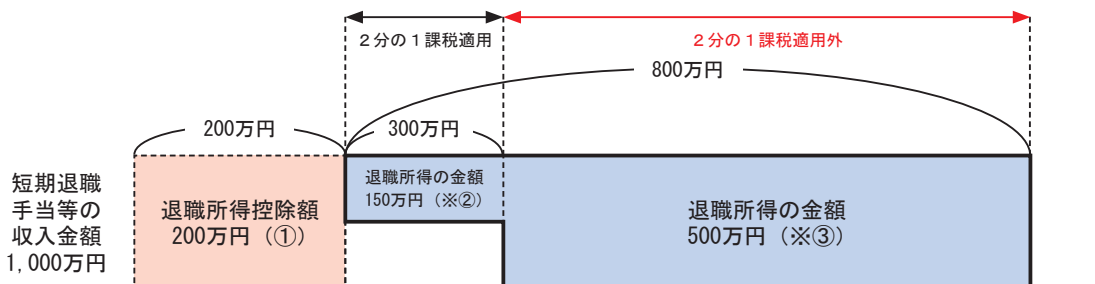 2分の1課税適用
2分の1課税適用外
800万円
200万円
300万円
短期退職
手当等の
収入金額
1,000万円
退職所得控除額
200万円（①）
退職所得の金額
150万円（※②）
退職所得の金額
500万円（※③）